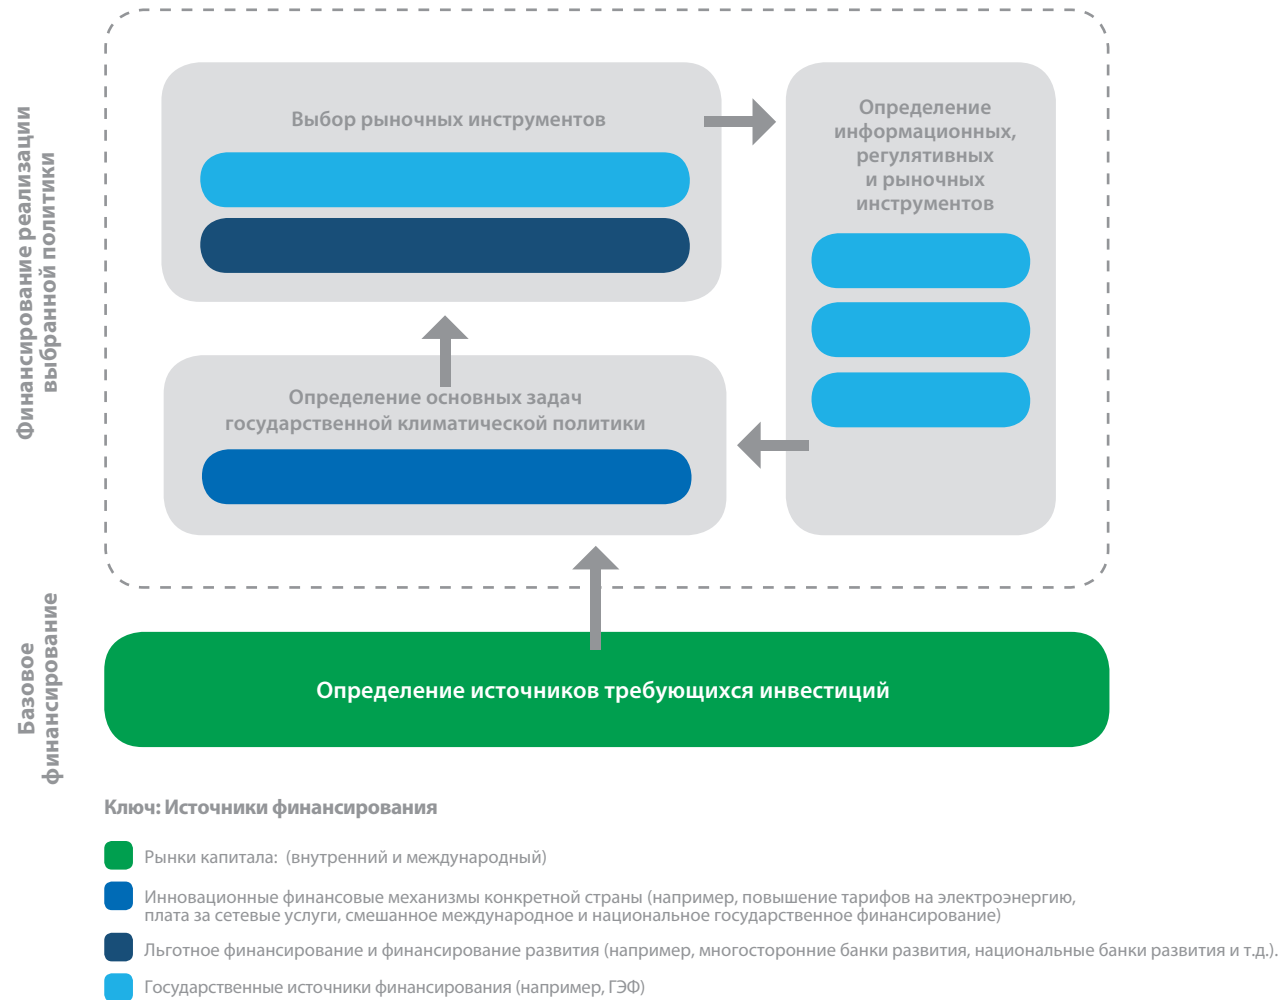 Финансирование реализации
выбранной политики
Выбор рыночных инструментов
Определение
информационных,
регулятивных
и рыночных
инструментов
Определение основных задач
государственной климатической политики
Базовое
финансирование
Определение источников требующихся инвестиций
Ключ: Источники финансирования
Рынки капитала: (внутренний и международный)
Инновационные финансовые механизмы конкретной страны (например, повышение тарифов на электроэнергию,
плата за сетевые услуги, смешанное международное и национальное государственное финансирование)
Льготное финансирование и финансирование развития (например, многосторонние банки развития, национальные банки развития и т.д.).
Государственные источники финансирования (например, ГЭФ)